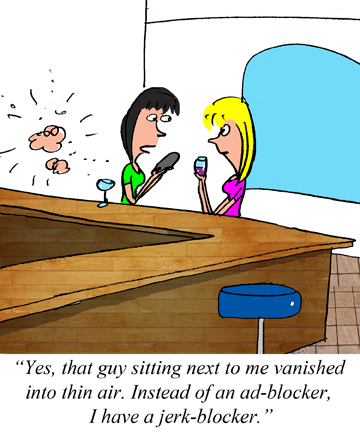 “Yes, that guy sitting next to me vanished
into thin air. Instead of an ad-blocker,
I have a jerk-blocker.”